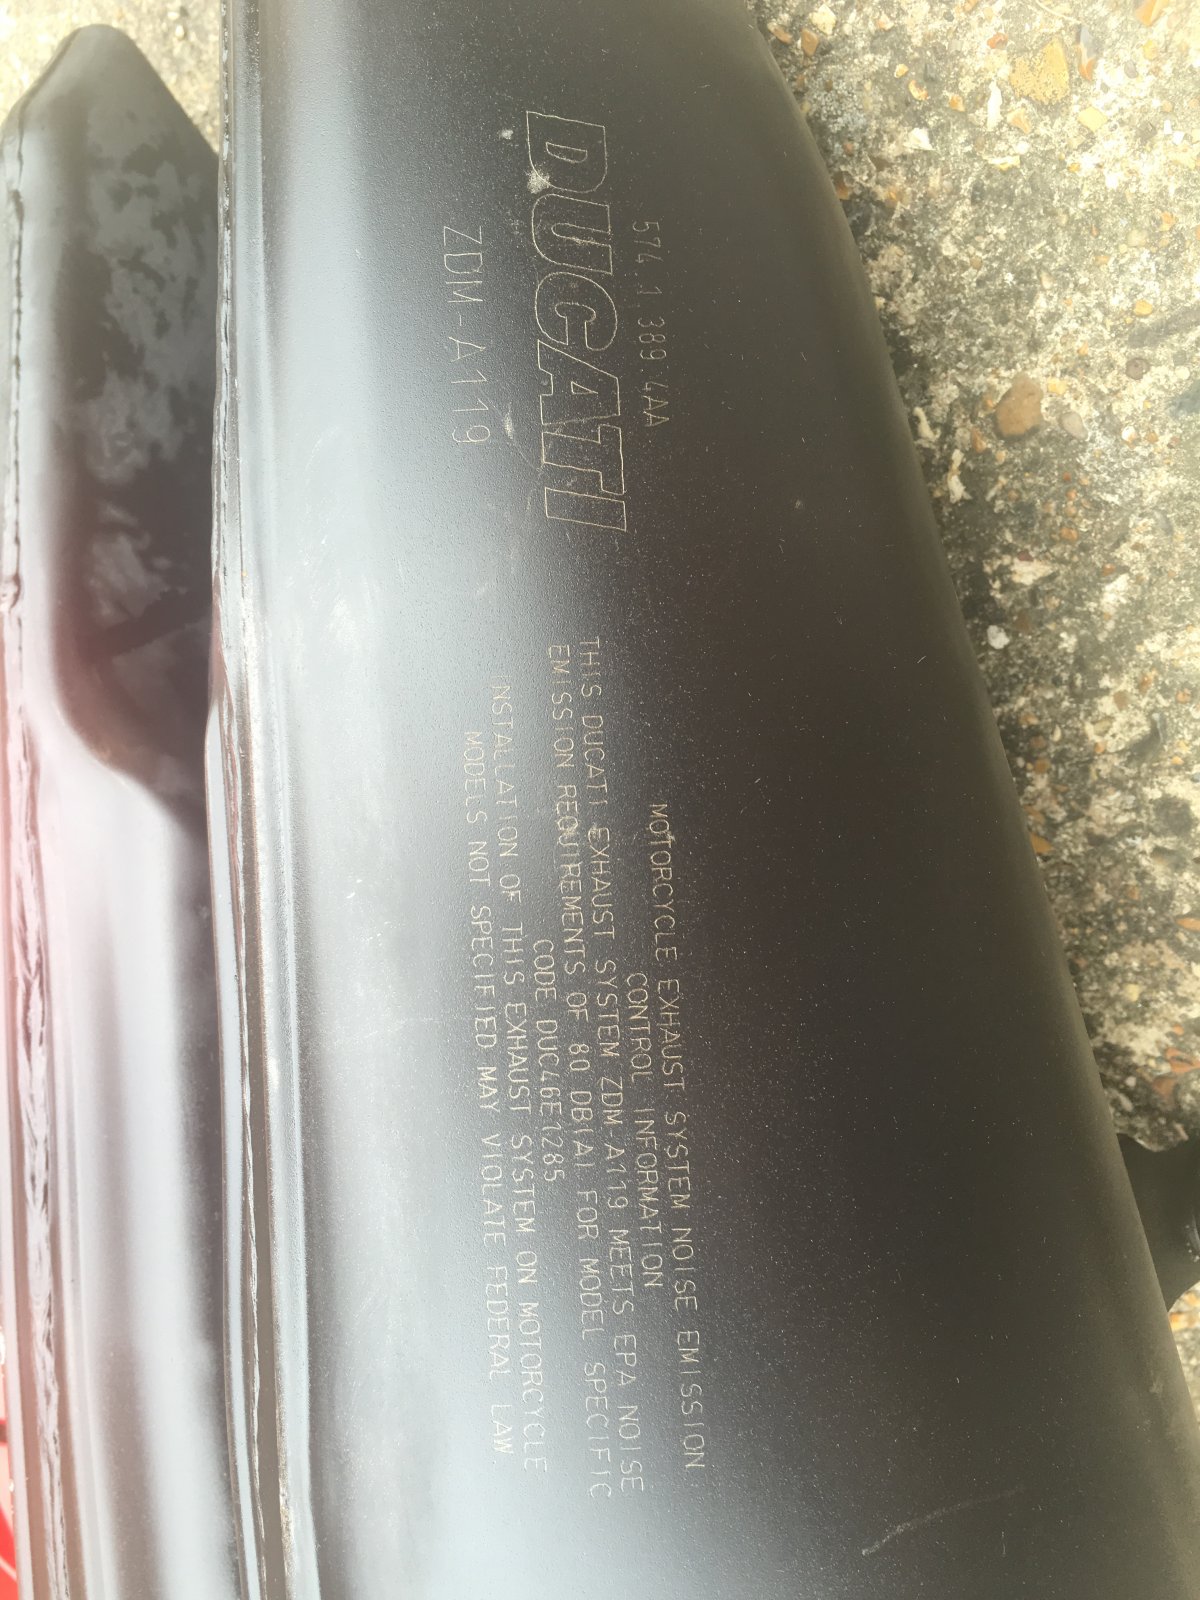 574.1.389.4AA
DUCATI
ZDM-A119
MOTORCYCLE EXHAUST SYSTEM NOISE EMISSION
CONTROL INFORMATION
THIS DUCATI EXHAUST SYSTEM ZDM A119 MEETS EPA NOISE
EMISSION REQUIREMENTS OF 80 DB(A) FOR MODEL SPECIFIC
CODE DUC46E1285
INSTALLATION OF THIS EXHAUST SYSTEM ON MOTORCYCLE
MODELS NOT SPECIFIED MAY VIOLATE FEDERAL LAW